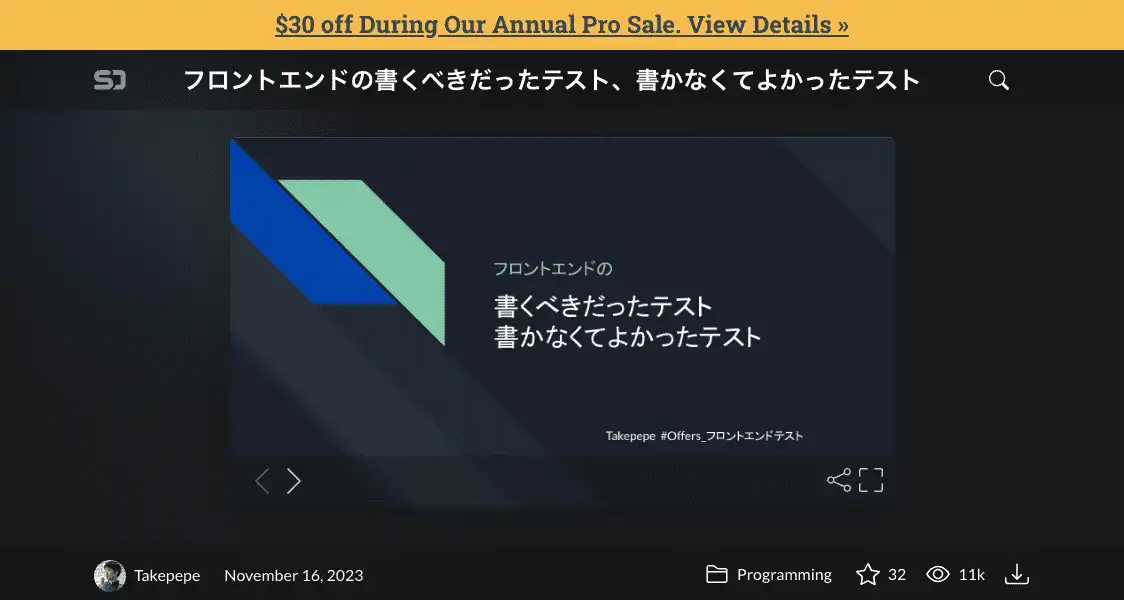 $30 off During Our Annual Pro Sale. View Details »
SD
フロントエンドの書くべきだったテスト、書かなくてよかったテスト
フロントエンドの
書くべきだったテスト
書かなくてよかったテスト
Takepepe #Offers_フロントエンドテスト
Takepepe
November 16, 2023
Programming
32
11k